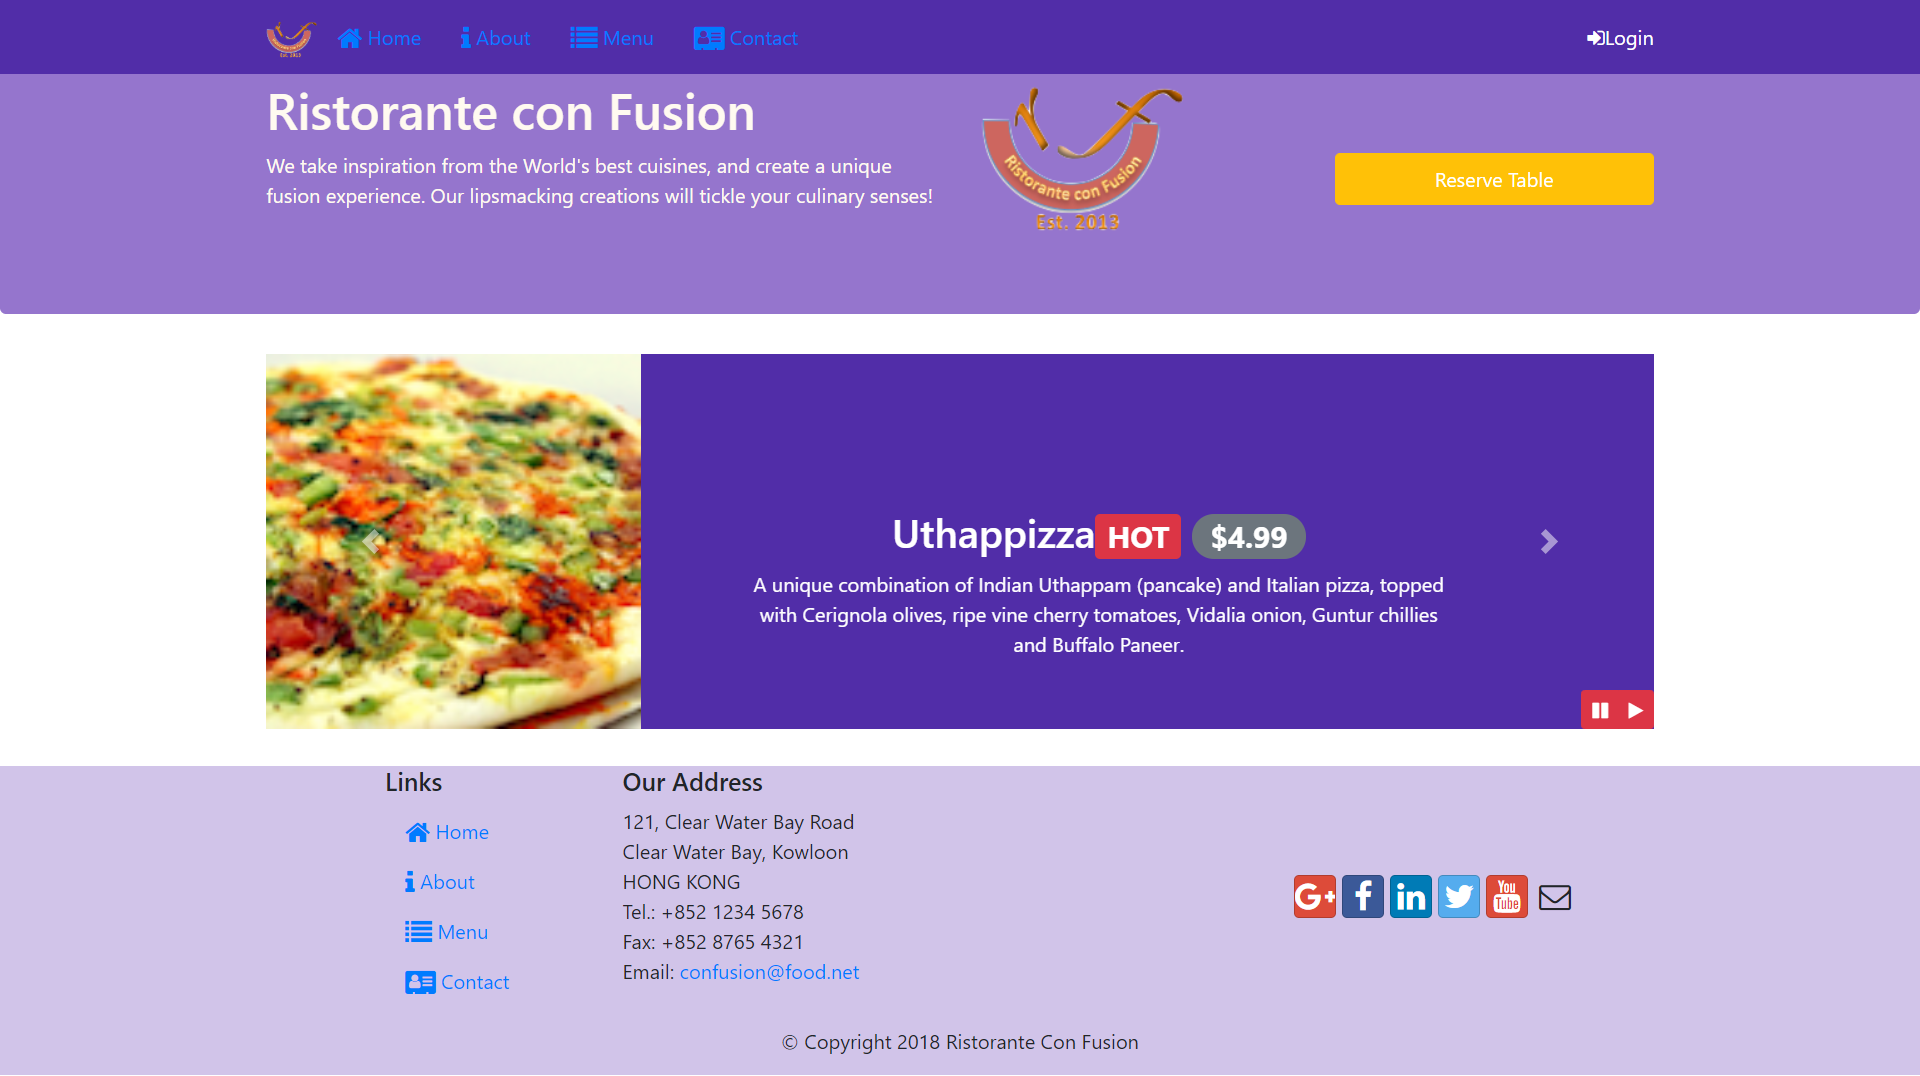 Home
About
Menu
Contact
Login
Ristorante con Fusion
We take inspiration from the World's best cuisines, and create a unique
fusion experience. Our lipsmacking creations will tickle your culinary senses!
Ristorante con Fusion
Est. 2013
Reserve Table
Uthappizza HOT $4.99
A unique combination of Indian Uthappam (pancake) and Italian pizza, topped
with Cerignola olives, ripe vine cherry tomatoes, Vidalia onion, Guntur chillies
and Buffalo Paneer.
Links
Home
About
Menu
Contact
Our Address
121, Clear Water Bay Road
Clear Water Bay, Kowloon
HONG KONG
Tel.: +852 1234 5678
Fax: +852 8765 4321
Email: confusion@food.net
G+
f
in
You
Tube
© Copyright 2018 Ristorante Con Fusion